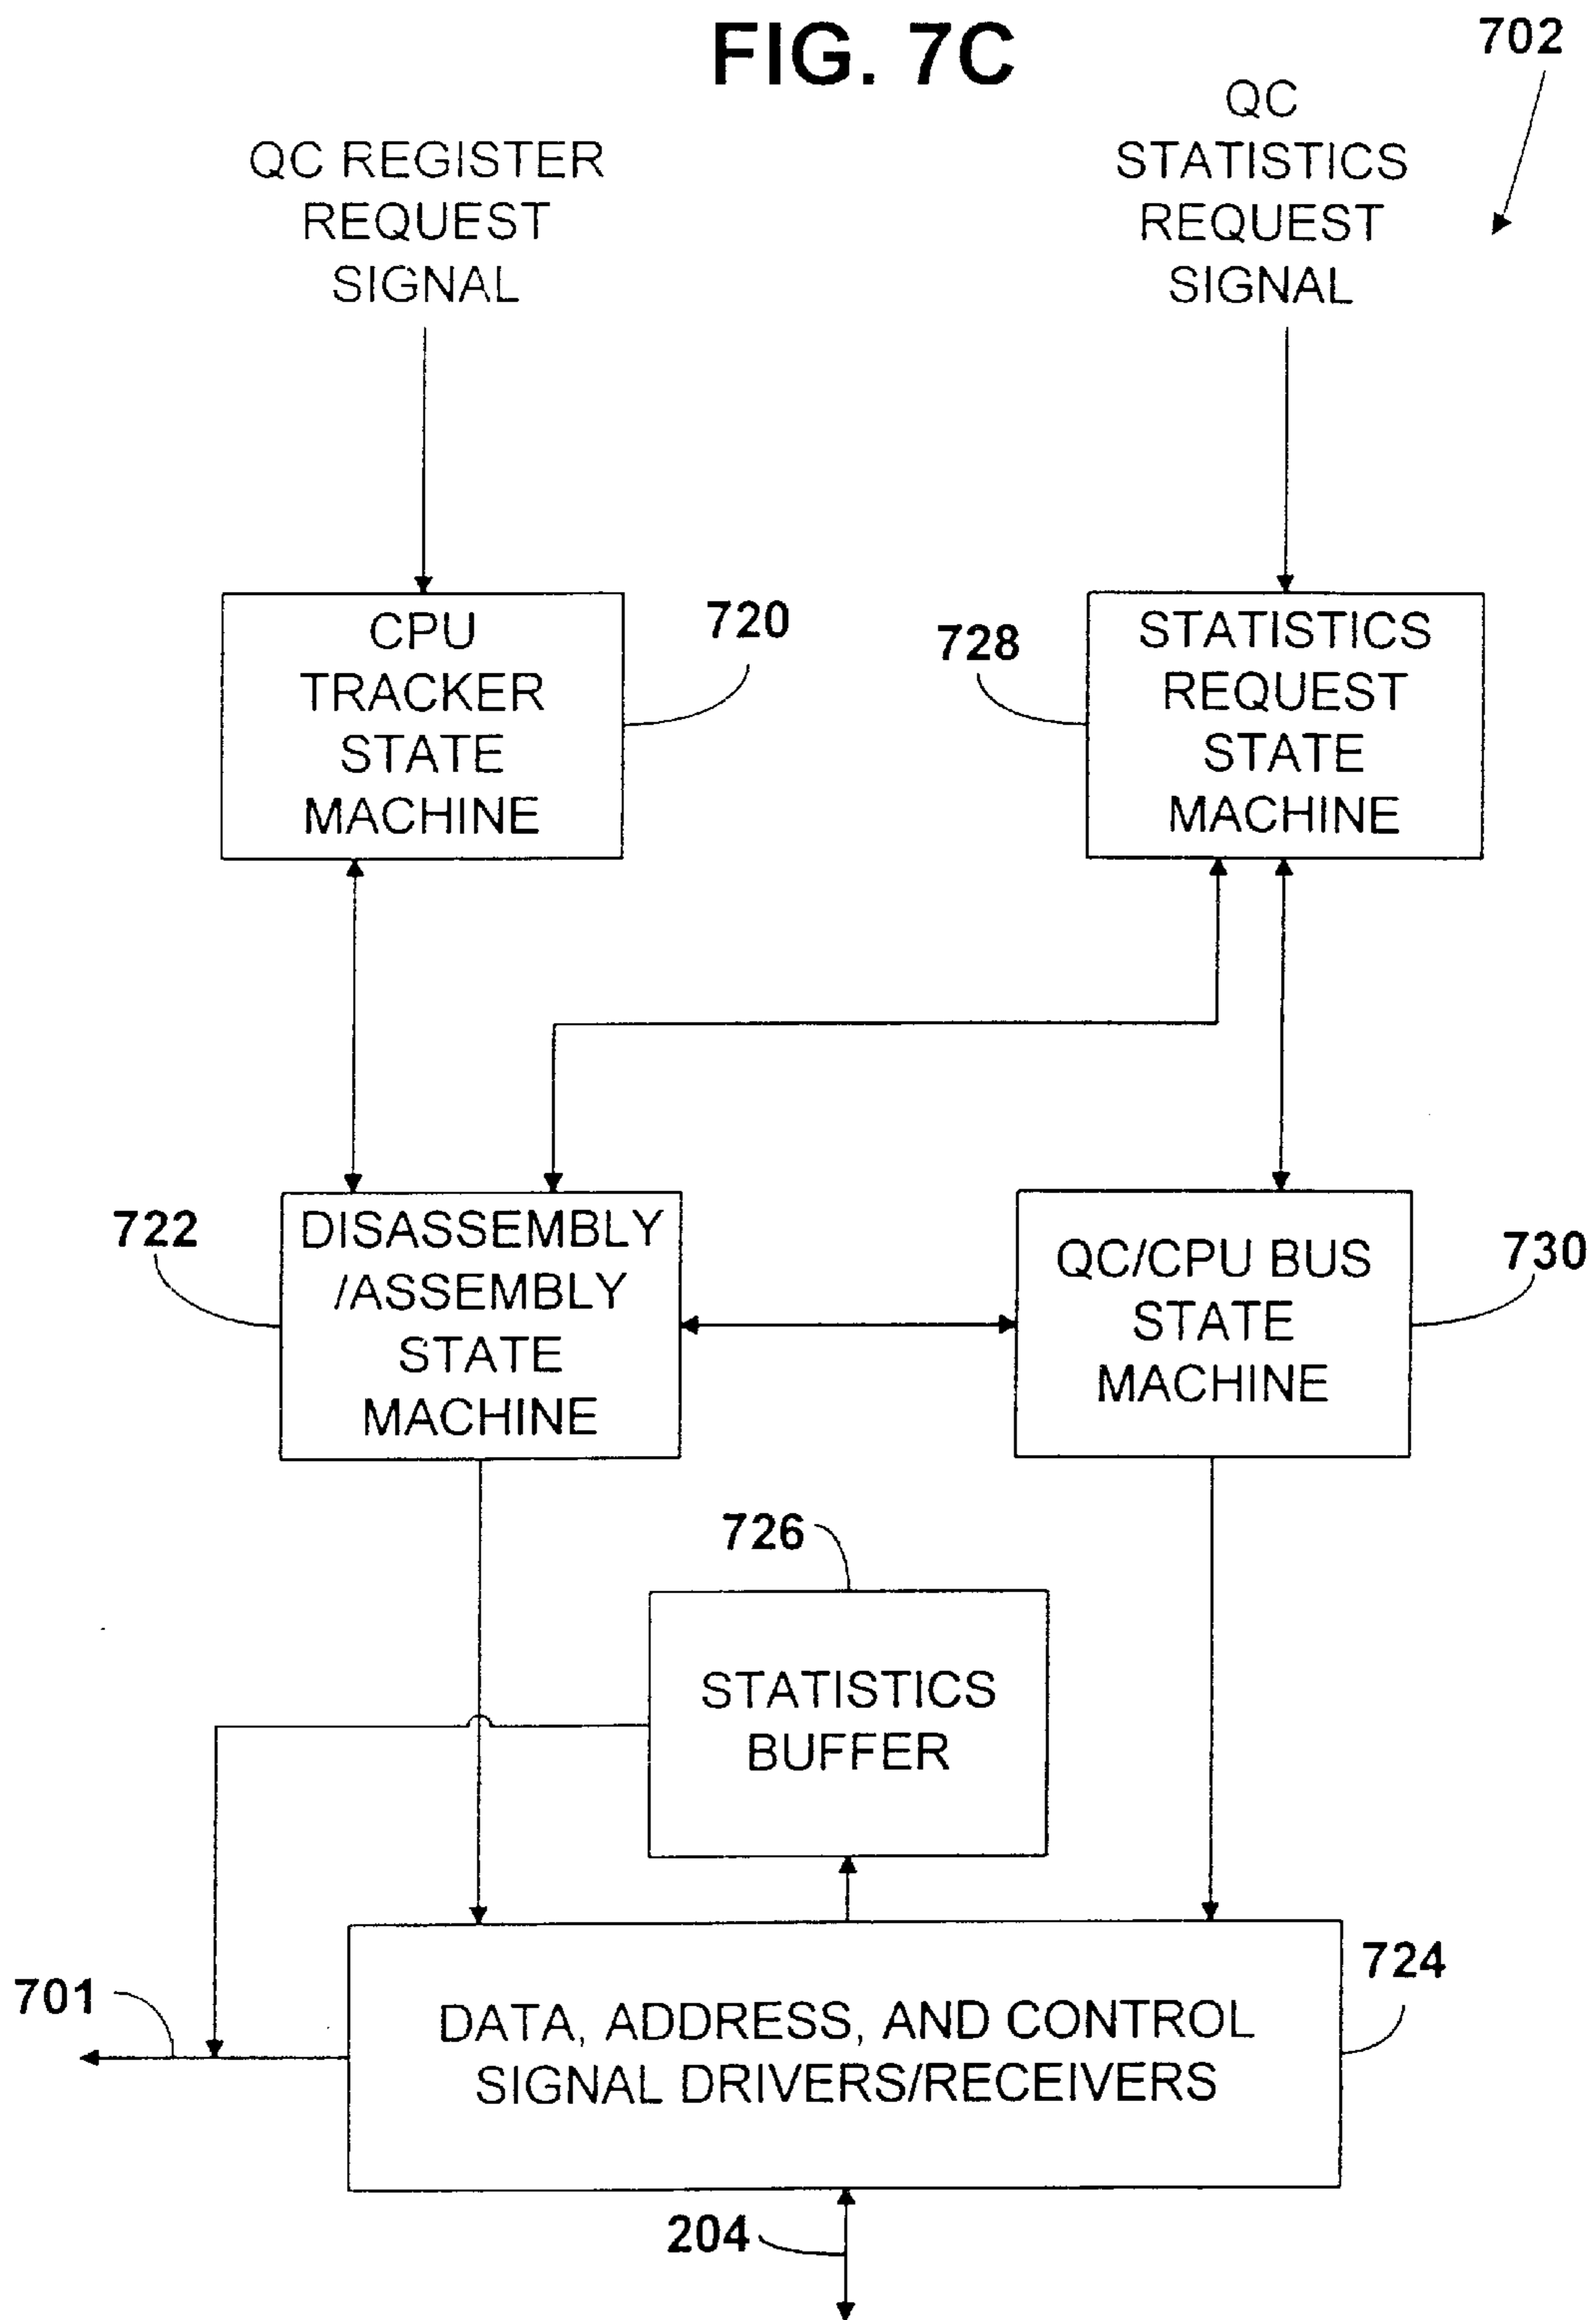 FIG. 7C
702
QC REGISTER
REQUEST
SIGNAL
QC
STATISTICS
REQUEST
SIGNAL
CPU
TRACKER
STATE
MACHINE
720
728
STATISTICS
REQUEST
STATE
MACHINE
722
DISASSEMBLY
/ASSEMBLY
STATE
MACHINE
QC/CPU BUS
STATE
MACHINE
730
726
STATISTICS
BUFFER
701
DATA, ADDRESS, AND CONTROL
SIGNAL DRIVERS/RECEIVERS
724
204